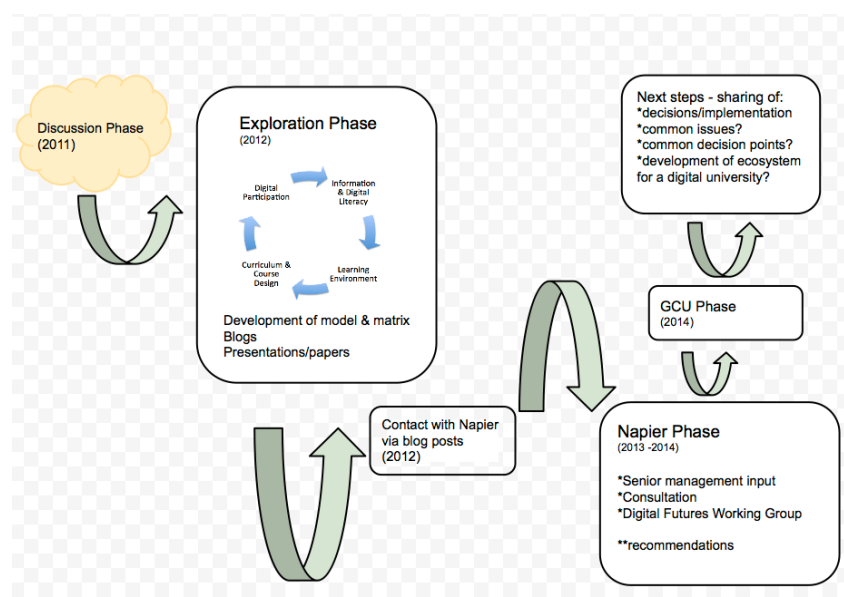 Discussion Phase
(2011)
Exploration Phase
(2012)
Digital
Participation
Information
& Digital
Literacy
Learning
Environment
Curriculum &
Course
Design
Development of model & matrix
Blogs
Presentations/papers
Contact with Napier
via blog posts
(2012)
Napier Phase
(2013 -2014)
*Senior management input
*Consultation
*Digital Futures Working Group
**recommendations
GCU Phase
(2014)
Next steps - sharing of:
*decisions/implementation
*common issues?
*common decision points?
*development of ecosystem
for a digital university?